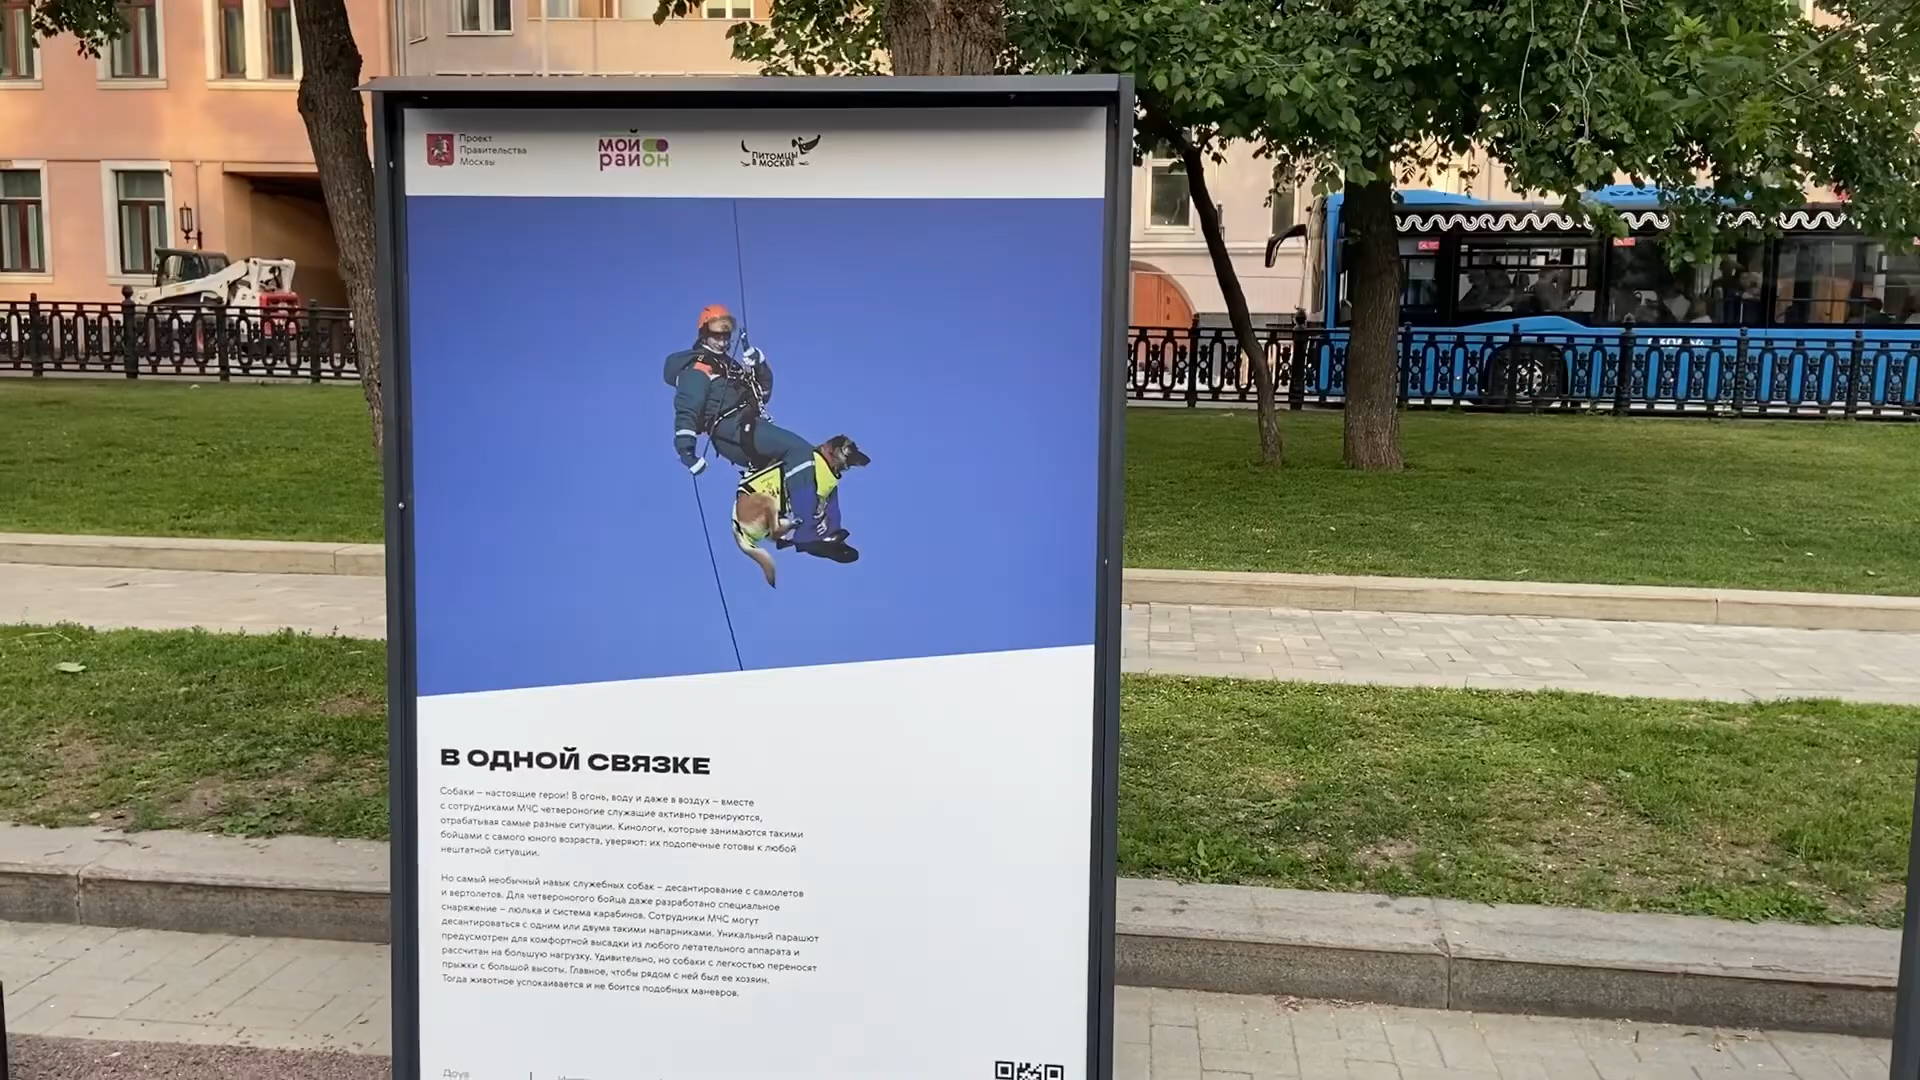 Проект
Правительства
Москвы
МОЙ
РАЙОН
ПИТОМЦЫ
В МОСКВЕ
В ОДНОЙ СВЯЗКЕ
Собаки – настоящие герои! В огонь, воду и даже в воздух – вместе
с сотрудниками МЧС четвероногие служащие активно тренируются,
отрабатывая самые разные ситуации. Кинологи, которые занимаются такими
бойцами с самого юного возраста, уверяют: их подопечные готовы к любой
нештатной ситуации.
Но самый необычный навык служебных собак – десантирование с самолетов
и вертолетов. Для четвероногого бойца даже разработано специальное
снаряжение – люлька и система карабинов. Сотрудники МЧС могут
десантироваться с одним или двумя такими напарниками. Уникальный парашют
предусмотрен для комфортной высадки из любого летательного аппарата и
рассчитан на большую нагрузку. Удивительно, но собаки с легкостью переносят
прыжки с большой высоты. Главное, чтобы рядом с ней был ее хозяин.
Тогда животное успокаивается и не боится подобных маневров.